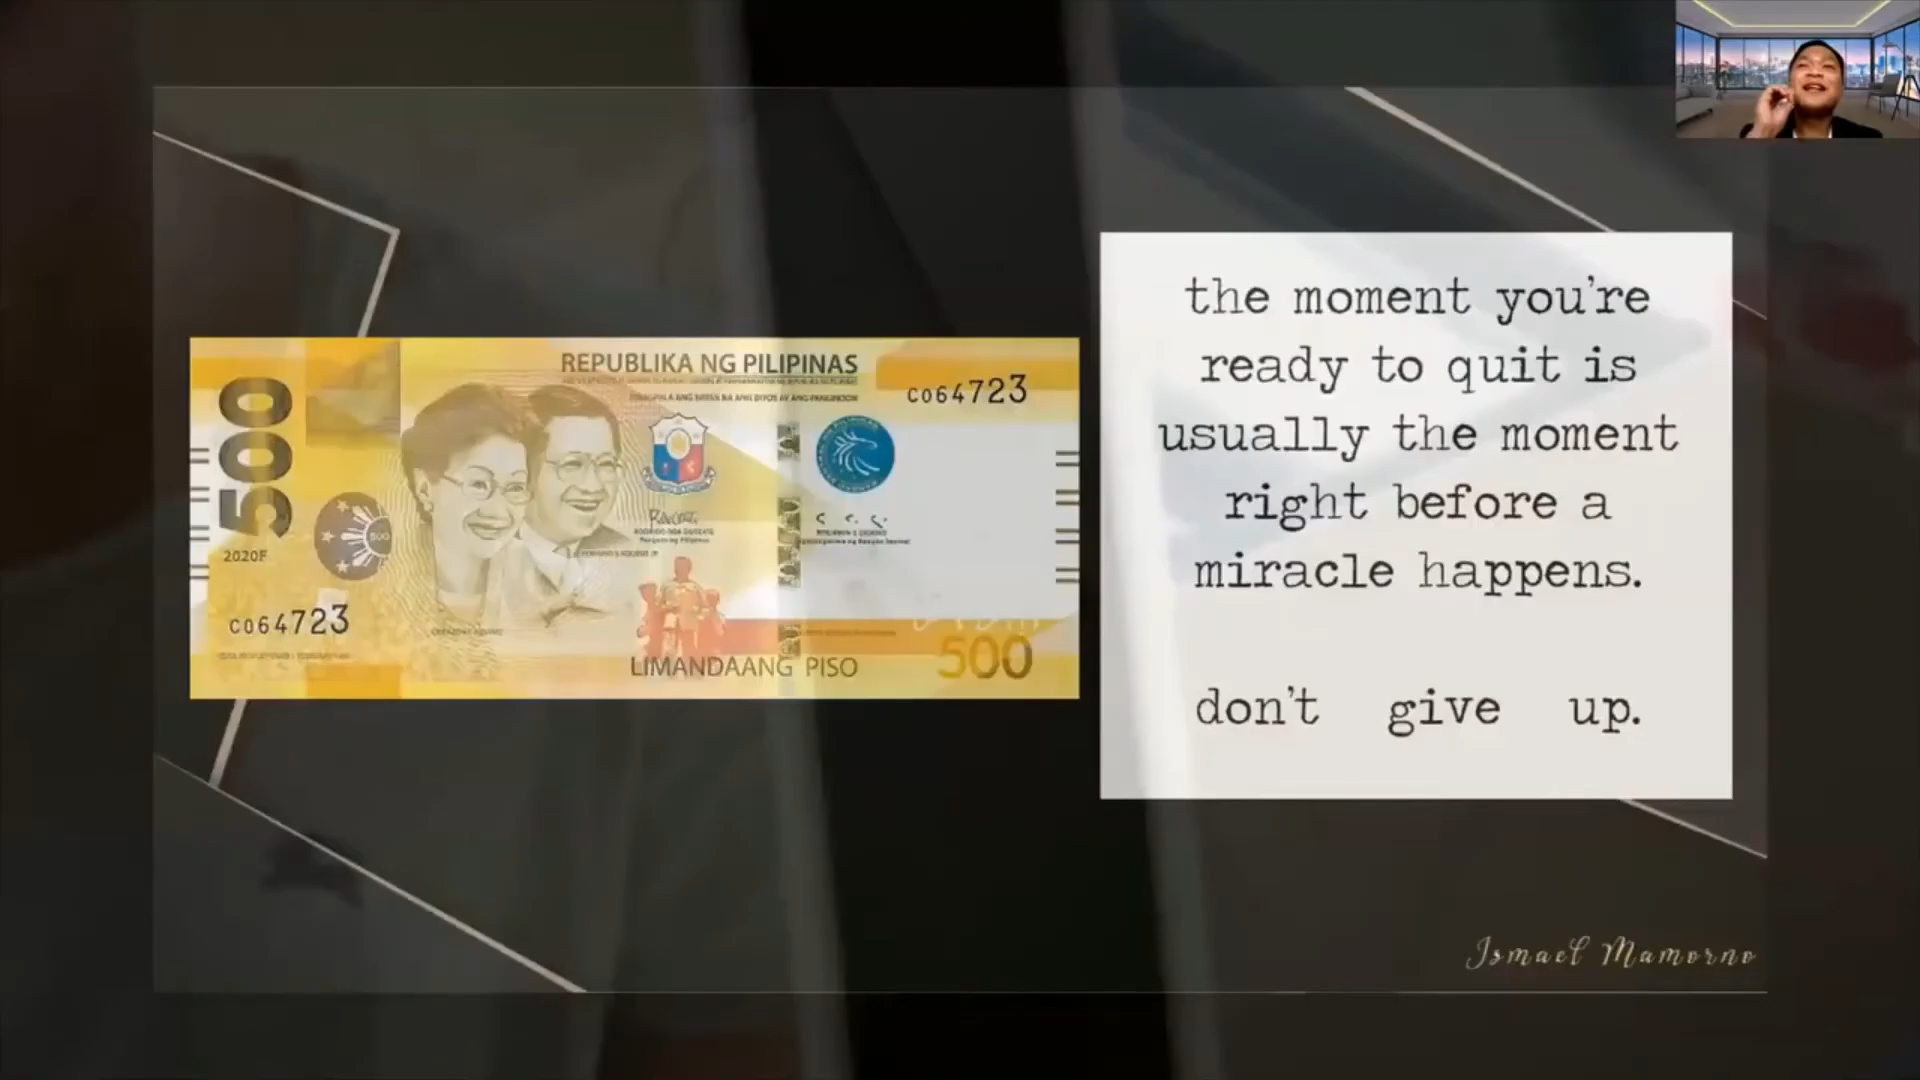 REPUBLIKA NG PILIPINAS
C064723
500
500
2020F
C064723
LIMANDAANG PISO
500
the moment you're
ready to quit is
usually the moment
right before a
miracle happens.
don't give up.
Ismael Mamorno